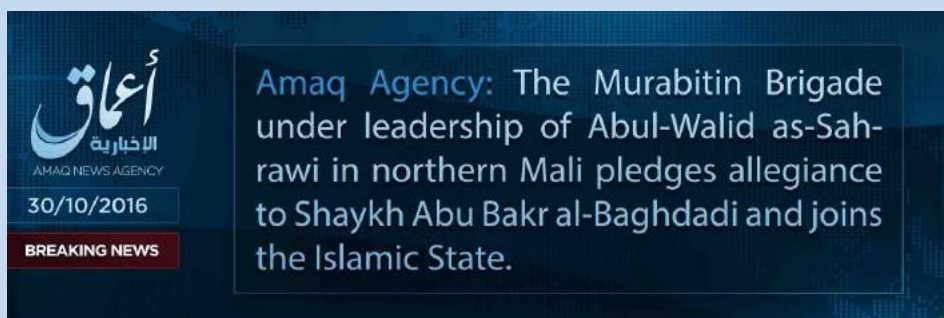 أعماق
الإخبارية
AMAQ NEWS AGENCY
30/10/2016
BREAKING NEWS
Amaq Agency: The Murabitin Brigade
under leadership of Abul-Walid as-Sah-
rawi in northern Mali pledges allegiance
to Shaykh Abu Bakr al-Baghdadi and joins
the Islamic State.